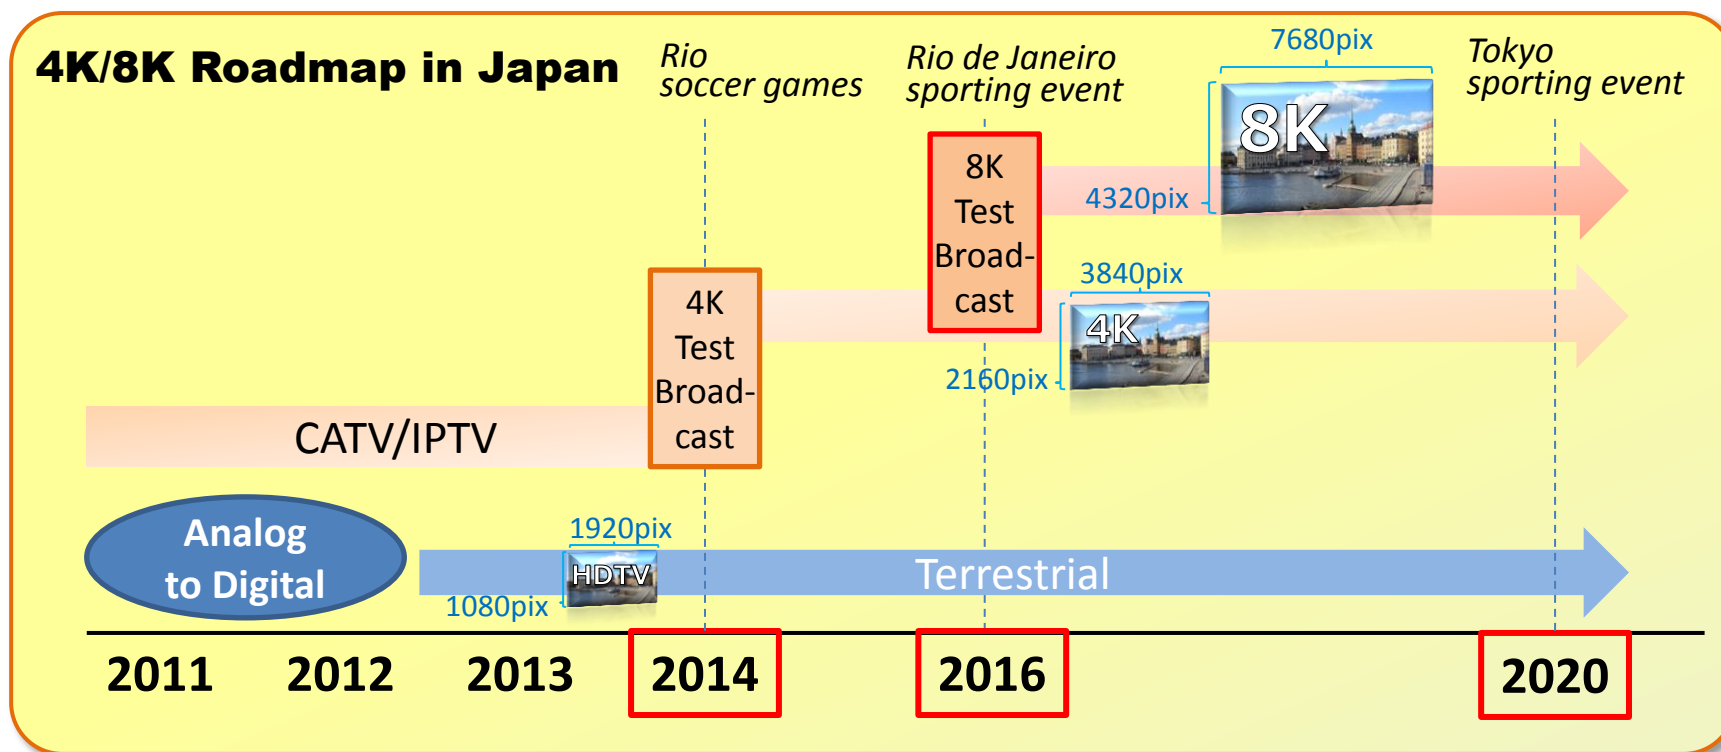 4K/8K Roadmap in Japan
Rio
soccer games
Rio de Janeiro
sporting event
7680pix
Tokyo
sporting event
8K
4320pix
8K
Test
Broad-
cast
3840pix
4K
2160pix
4K
Test
Broad-
cast
CATV/IPTV
Analog
to Digital
1920pix
HDTV
1080pix
Terrestrial
2011
2012
2013
2014
2016
2020